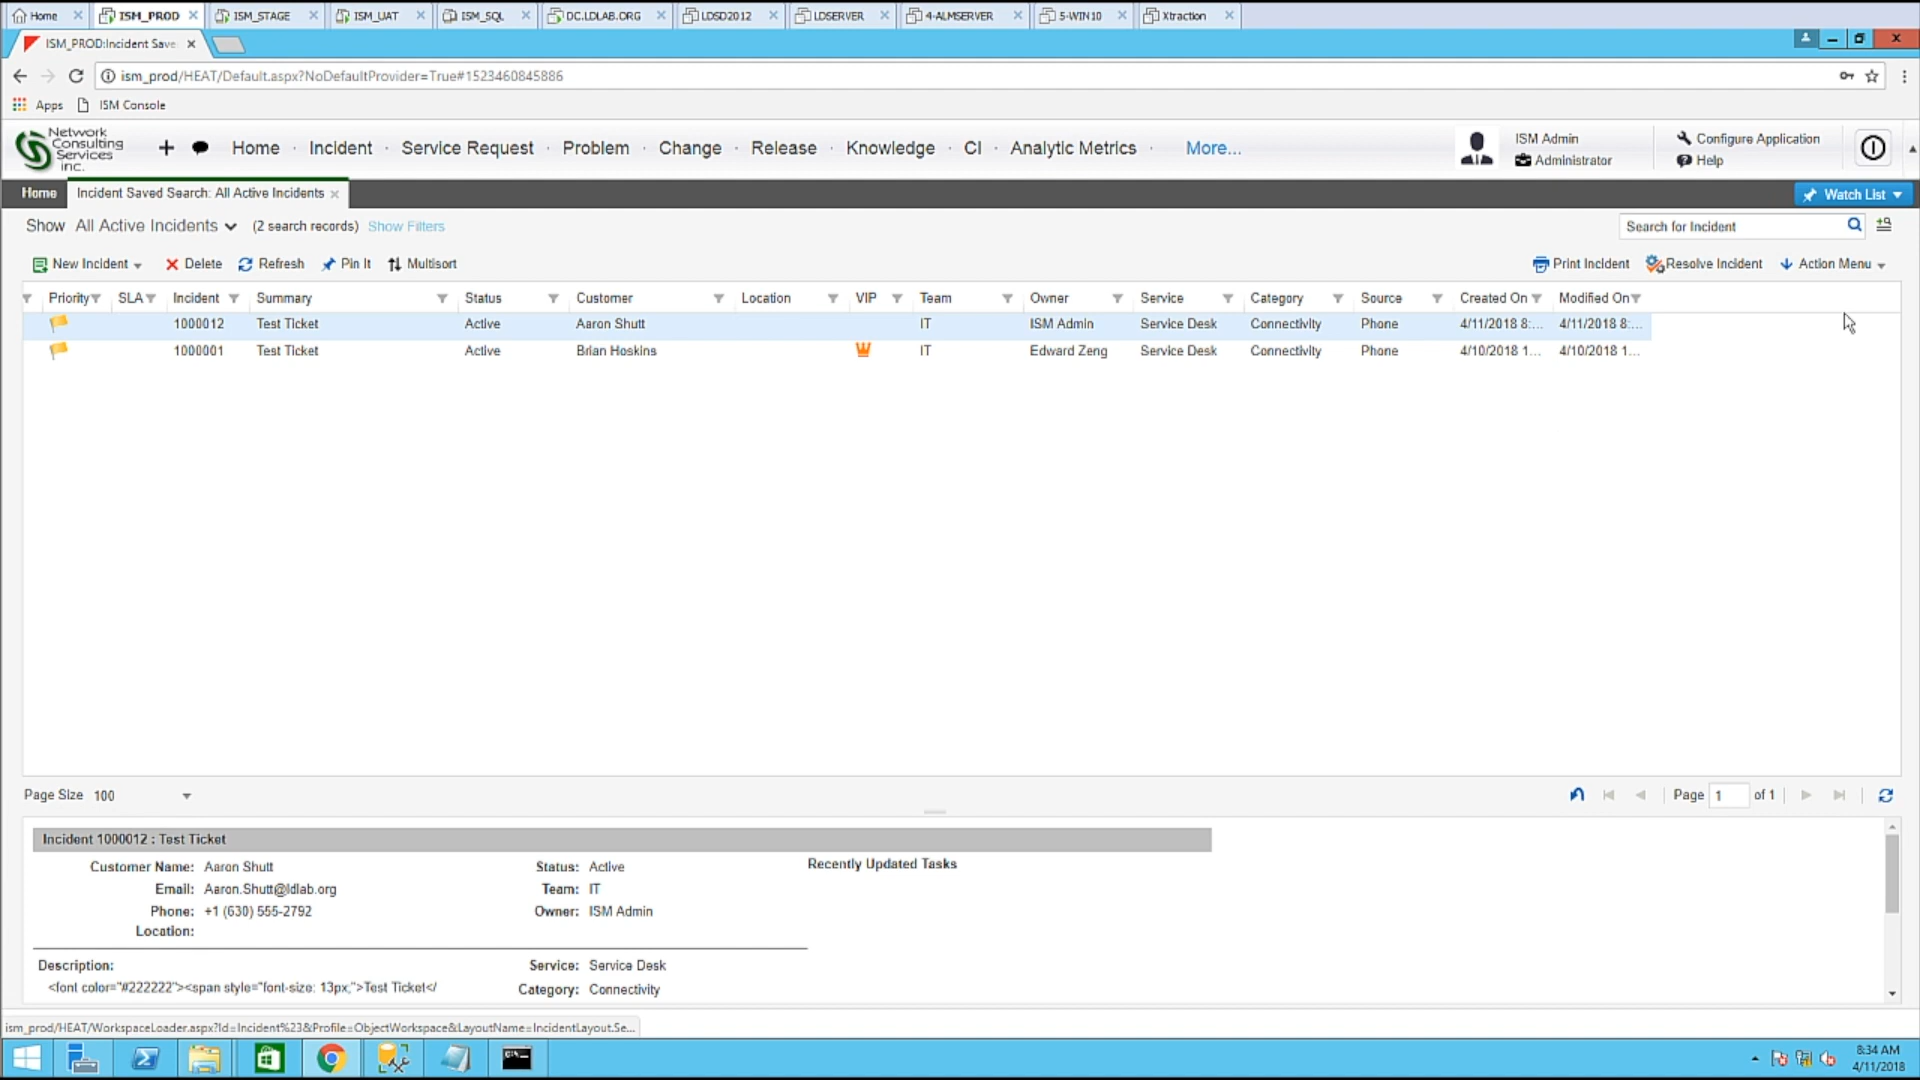 Home ISM_PROD ISM_STAGE ISM_UAT ISM_SQL DC.LDLAB.ORG LDSD2012 LDSERVER 4-ALMSERVER 5-WIN10 Xtraction
ISM_PROD:Incident Save
ism_prod/HEAT/Default.aspx?NoDefaultProvider=True#1523460845886
Apps ISM Console
Network Consulting Services Inc. Home Incident Service Request Problem Change Release Knowledge CI Analytic Metrics More... ISM Admin Administrator Configure Application Help
Home Incident Saved Search: All Active Incidents Watch List
Show All Active Incidents (2 search records) Show Filters Search for Incident
New Incident Delete Refresh Pin It Multisort Print Incident Resolve Incident Action Menu
Priority SLA Incident Summary Status Customer Location VIP Team Owner Service Category Source Created On Modified On
1000012 Test Ticket Active Aaron Shutt IT ISM Admin Service Desk Connectivity Phone 4/11/2018 8:... 4/11/2018 8:...
1000001 Test Ticket Active Brian Hoskins IT Edward Zeng Service Desk Connectivity Phone 4/10/2018 1... 4/10/2018 1...
Page Size 100 Page 1 of 1
Incident 1000012 : Test Ticket
Customer Name: Aaron Shutt Status: Active Recently Updated Tasks
Email: Aaron.Shutt@ldlab.org Team: IT
Phone: +1 (630) 555-2792 Owner: ISM Admin
Location:
Description: Service: Service Desk
<font color="#222222"><span style="font-size: 13px;">Test Ticket</ Category: Connectivity
ism_prod/HEAT/WorkspaceLoader.aspx?Id=Incident%23&Profile=ObjectWorkspace&LayoutName=IncidentLayout.Se...
8:34 AM
4/11/2018